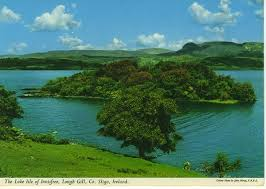 The Lake Isle of Innisfree, Lough Gill, Co. Sligo, Ireland.